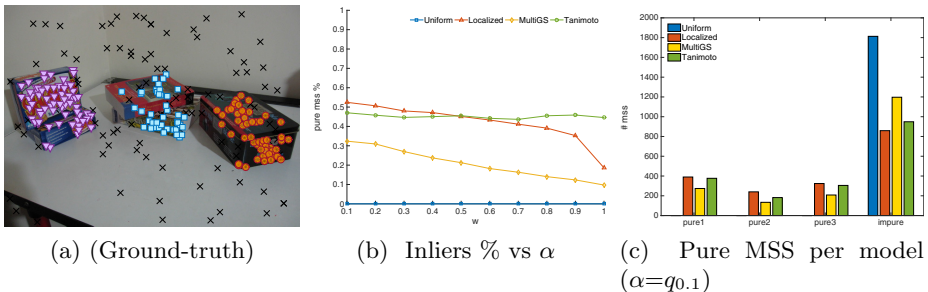 Uniform Localized MultiGS Tanimoto
1
0.9
0.8
0.7
0.6
0.5
0.4
0.3
0.2
0.1
0
pure mss %
0.1 0.2 0.3 0.4 0.5 0.6 0.7 0.8 0.9 1
w
2000
1800
1600
1400
1200
1000
800
600
400
200
0
# mss
Uniform
Localized
MultiGS
Tanimoto
pure1 pure2 pure3 impure
(a) (Ground-truth)
(b) Inliers % vs α
(c) Pure MSS per model
(α=q0.1)